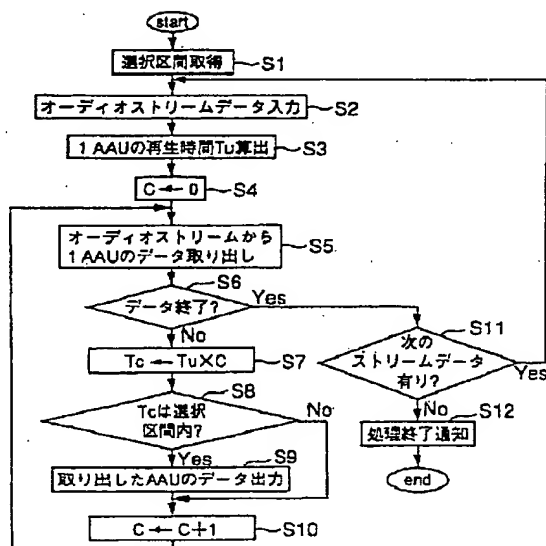 start
選択区間取得
S1
オーディオストリームデータ入力
S2
1 AAUの再生時間Tu算出
S3
C ← 0
S4
オーディオストリームから
1 AAUのデータ取り出し
S5
データ終了?
S6
Yes
No
Tc ← Tu×C
S7
Tcは選択
区間内?
S8
No
Yes
取り出したAAUのデータ出力
S9
C ← C+1
S10
次の
ストリームデータ
有り?
S11
Yes
No
処理終了通知
S12
end